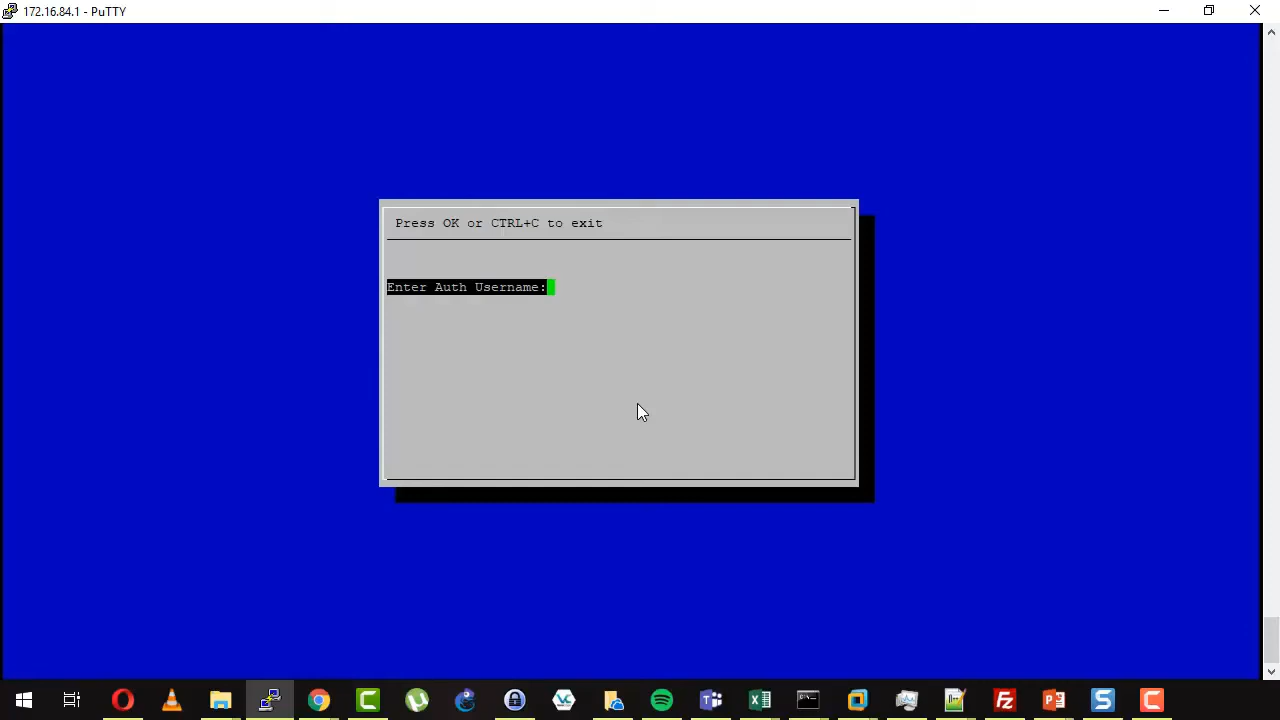 172.16.84.1 - PuTTY
Press OK or CTRL+C to exit
Enter Auth Username: